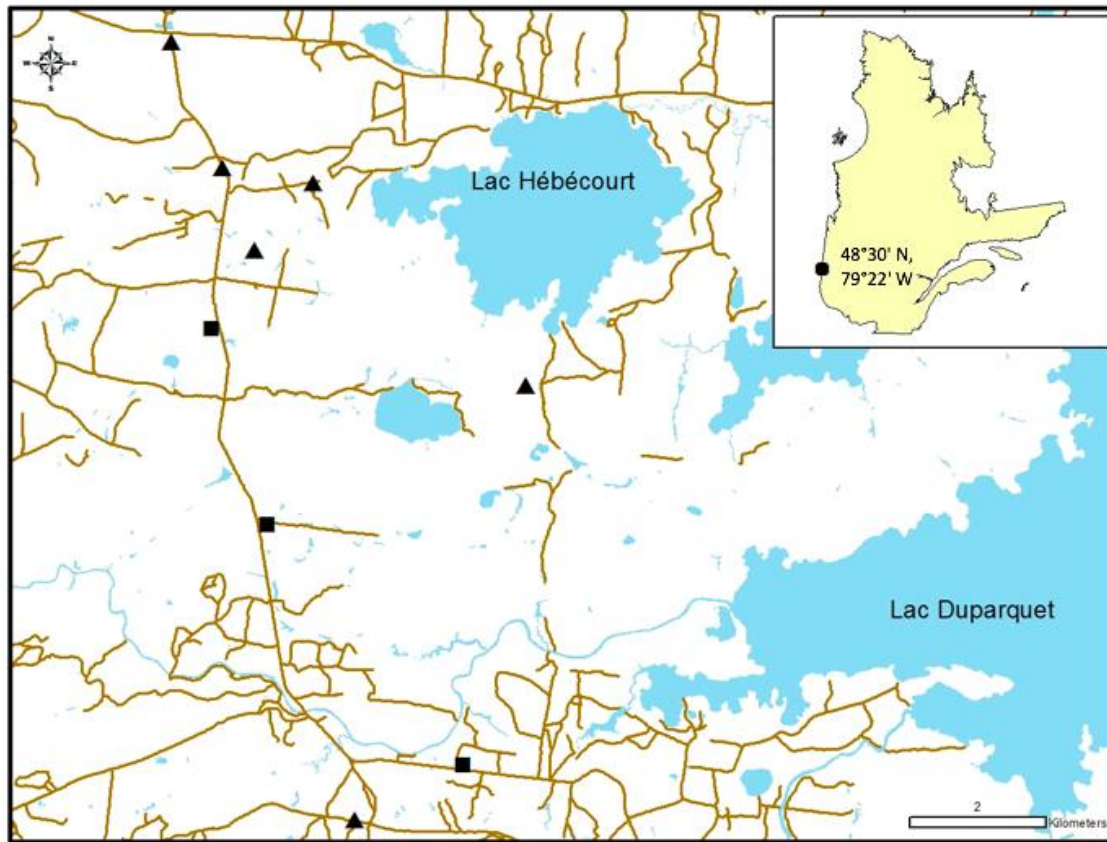 N
W E
S
Lac Hébécourt
48°30' N,
79°22' W
Lac Duparquet
2
Kilometers